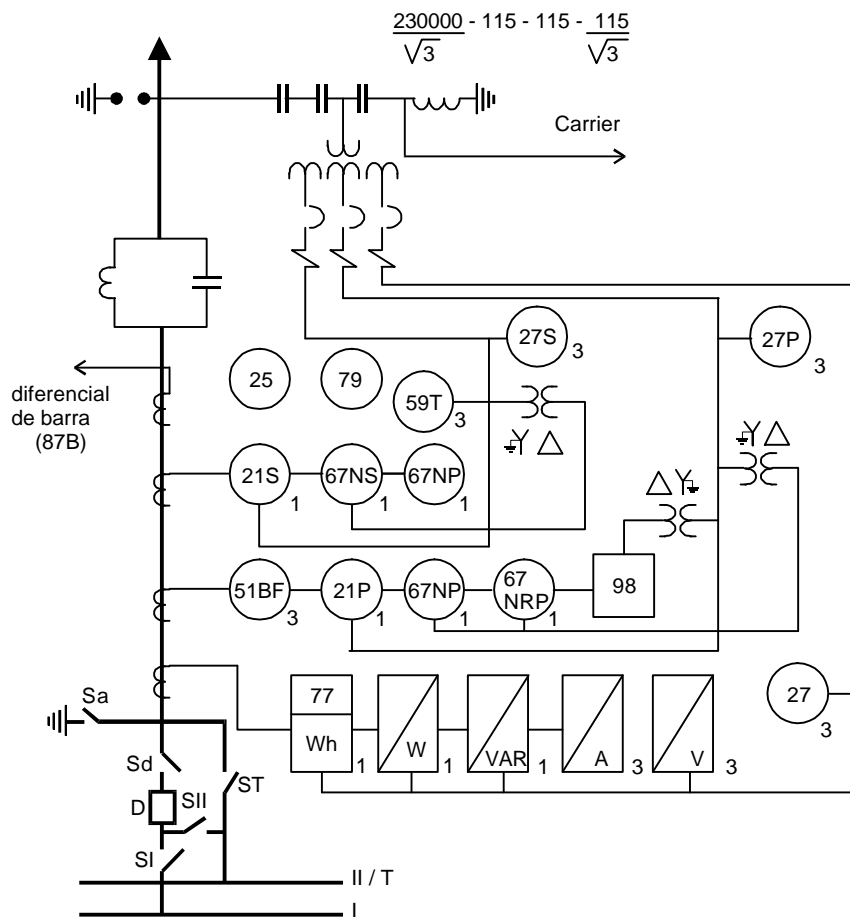 230000 - 115 - 115 - 115
√3 √3
Carrier
27S 3
27P 3
25
79
59T 3
diferencial
de barra
(87B)
21S 1
67NS 1
67NP 1
51BF 3
21P 1
67NP 1
67
NRP 1
98
Sa
77
Wh 1
W 1
VAR 1
A 3
V 3
27 3
Sd
ST
D
SII
SI
II / T
I